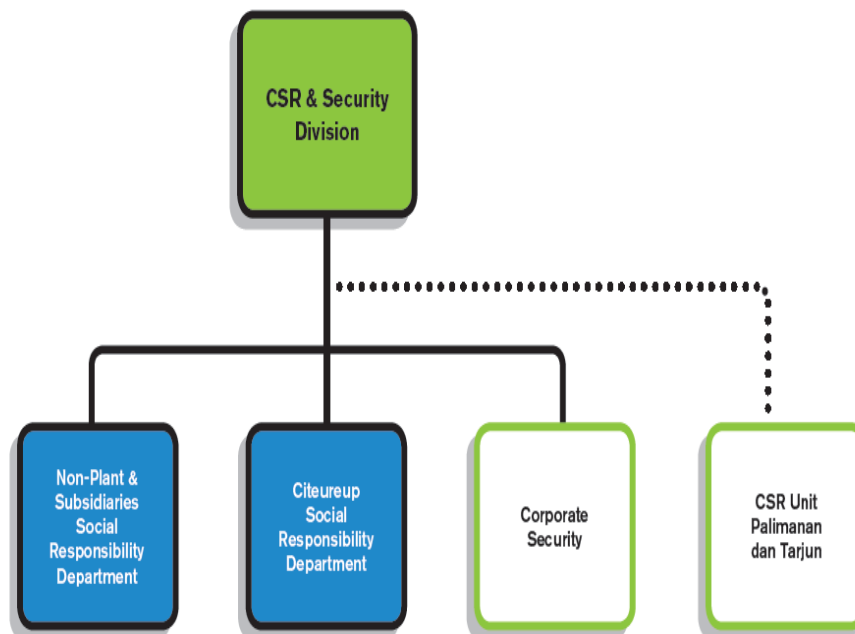 CSR & Security
Division
Non-Plant &
Subsidiaries
Social
Responsibility
Department
Citeureup
Social
Responsibility
Department
Corporate
Security
CSR Unit
Palimanan
dan Tarjun